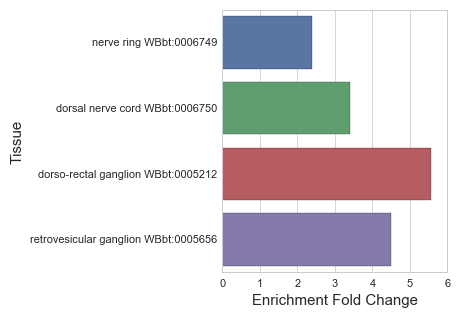 nerve ring WBbt:0006749
dorsal nerve cord WBbt:0006750
dorso-rectal ganglion WBbt:0005212
retrovesicular ganglion WBbt:0005656
Tissue
0 1 2 3 4 5 6
Enrichment Fold Change